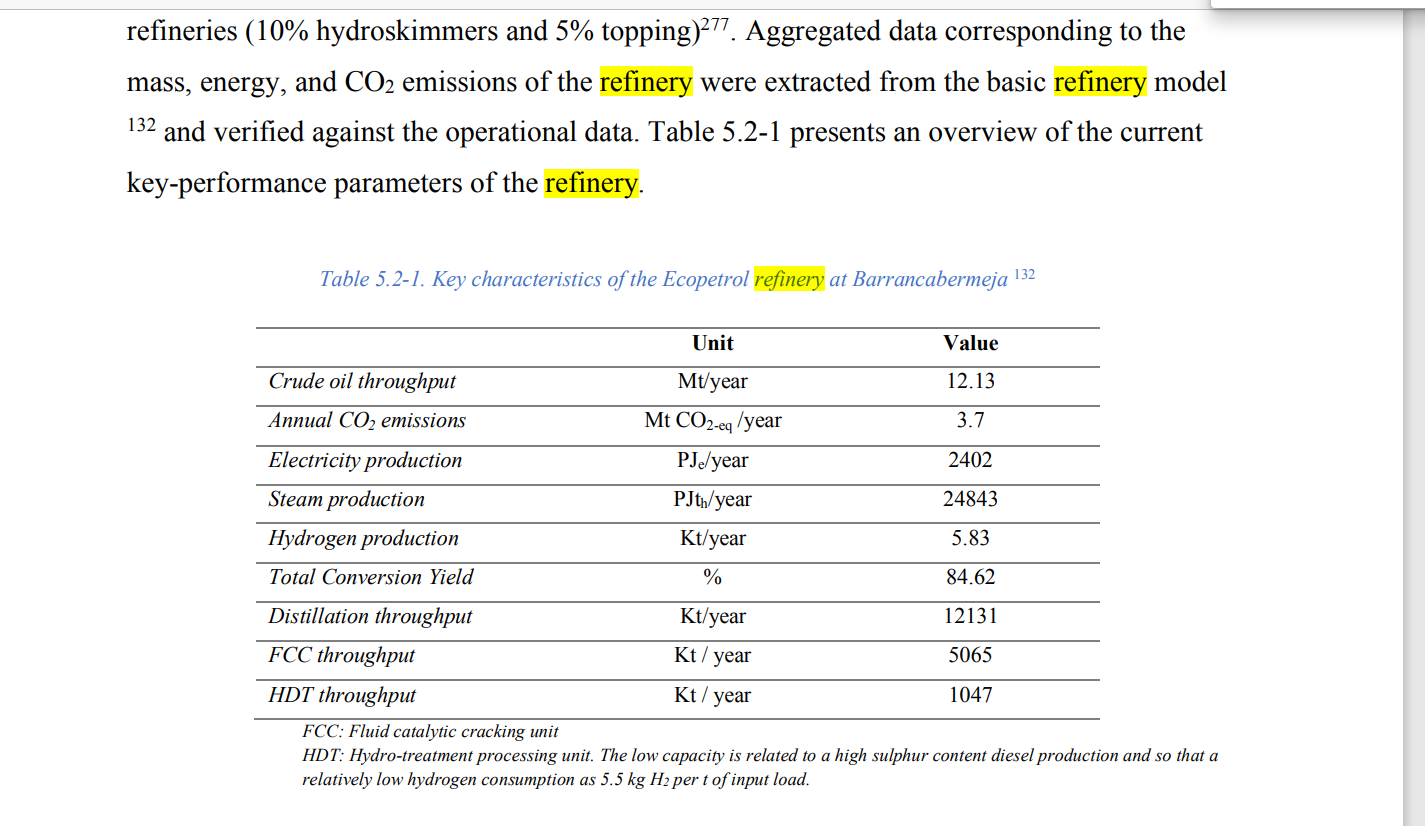 refineries (10% hydroskimmers and 5% topping)277. Aggregated data corresponding to the
mass, energy, and CO2 emissions of the refinery were extracted from the basic refinery model
132 and verified against the operational data. Table 5.2-1 presents an overview of the current
key-performance parameters of the refinery.
Table 5.2-1. Key characteristics of the Ecopetrol refinery at Barrancabermeja 132
Unit Value
Crude oil throughput Mt/year 12.13
Annual CO2 emissions Mt CO2-eq /year 3.7
Electricity production PJe/year 2402
Steam production PJth/year 24843
Hydrogen production Kt/year 5.83
Total Conversion Yield % 84.62
Distillation throughput Kt/year 12131
FCC throughput Kt / year 5065
HDT throughput Kt / year 1047
FCC: Fluid catalytic cracking unit
HDT: Hydro-treatment processing unit. The low capacity is related to a high sulphur content diesel production and so that a
relatively low hydrogen consumption as 5.5 kg H2 per t of input load.